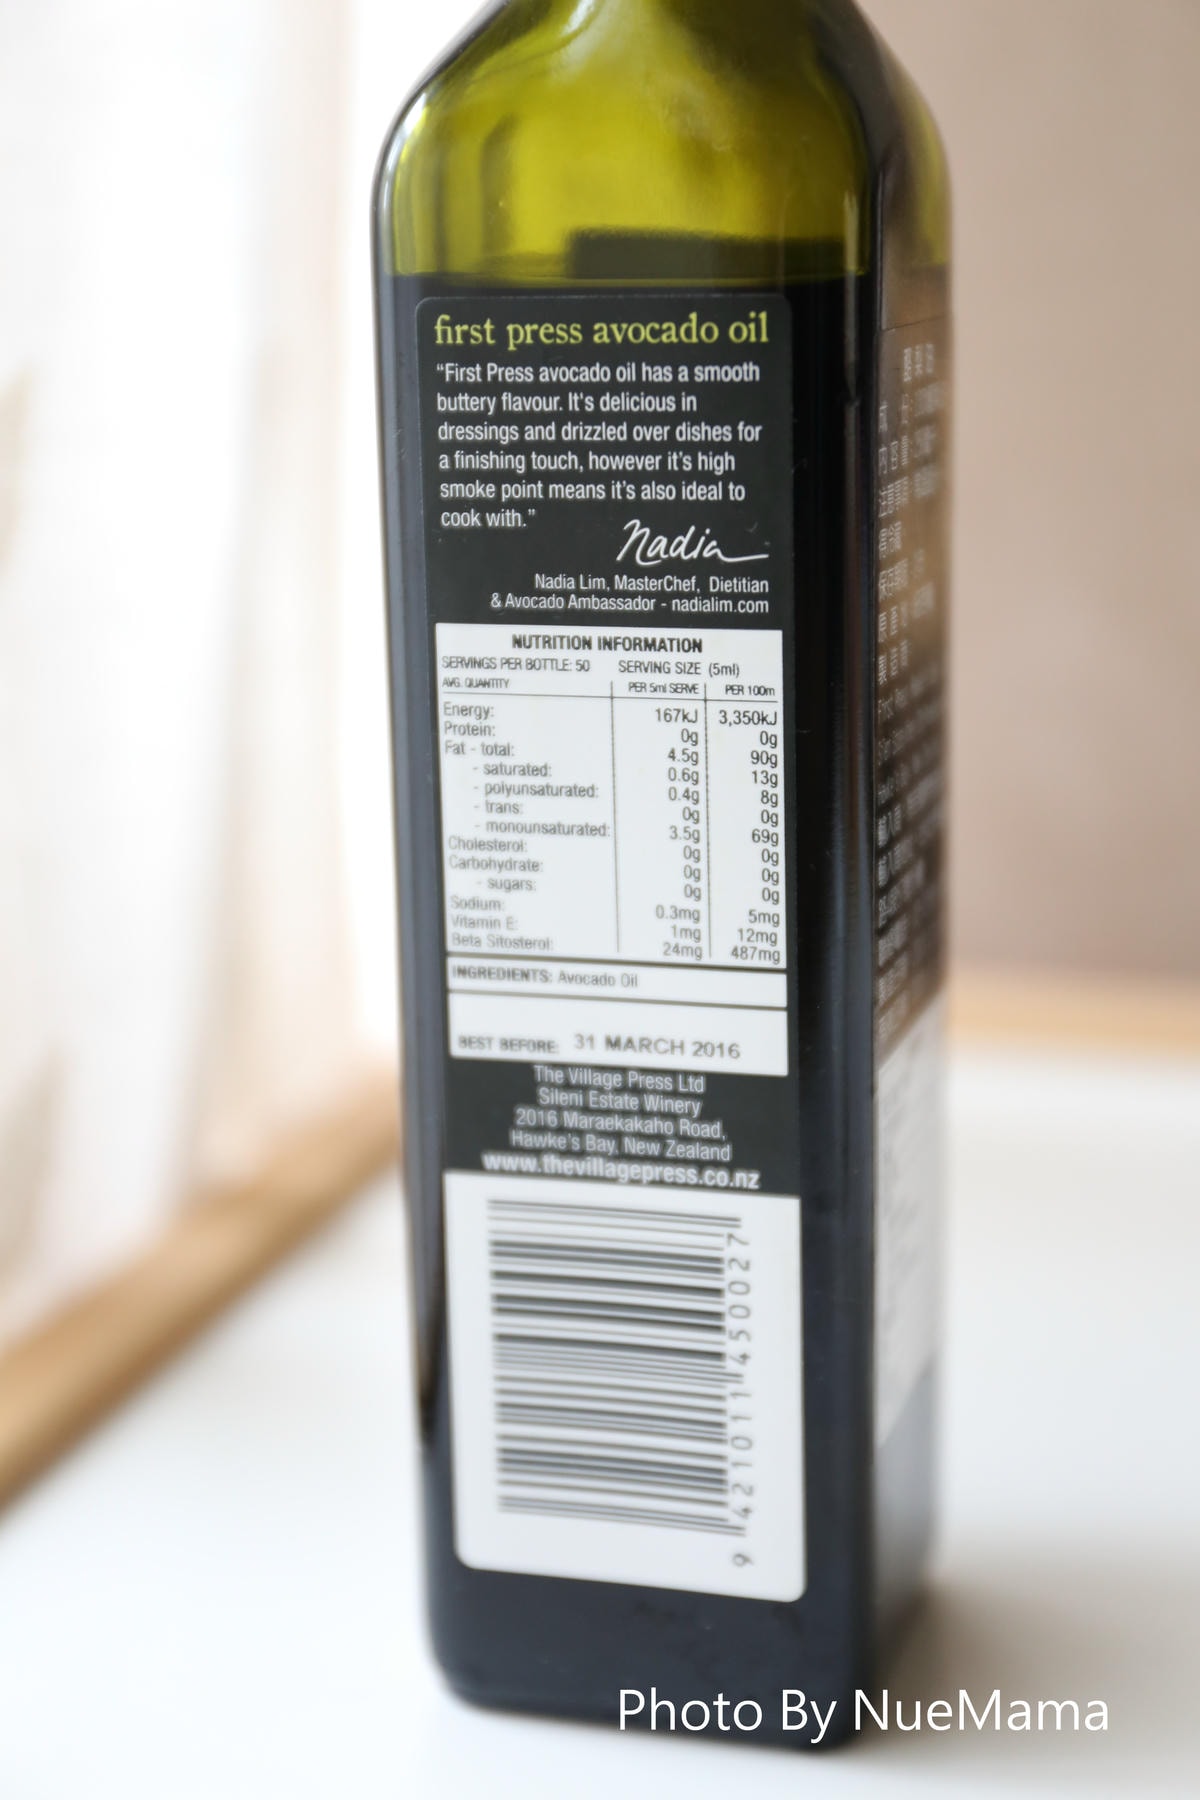 first press avocado oil
“First Press avocado oil has a smooth
buttery flavour. It's delicious in
dressings and drizzled over dishes for
a finishing touch, however it's high
smoke point means it's also ideal to
cook with.”
Nadia
Nadia Lim, MasterChef, Dietitian
& Avocado Ambassador - nadialim.com
NUTRITION INFORMATION
SERVINGS PER BOTTLE: 50 SERVING SIZE (5ml)
AVG. QUANTITY PER 5ml SERVE PER 100m
Energy: 167kJ 3,350kJ
Protein: 0g 0g
Fat - total: 4.5g 90g
- saturated: 0.6g 13g
- polyunsaturated: 0.4g 8g
- trans: 0g 0g
- monounsaturated: 3.5g 69g
Cholesterol: 0g 0g
Carbohydrate: 0g 0g
- sugars: 0g 0g
Sodium: 0.3mg 5mg
Vitamin E: 1mg 12mg
Beta Sitosterol: 24mg 487mg
INGREDIENTS: Avocado Oil
BEST BEFORE: 31 MARCH 2016
The Village Press Ltd
Sileni Estate Winery
2016 Maraekakaho Road,
Hawke's Bay, New Zealand
www.thevillagepress.co.nz
9 421011 450027
Photo By NueMama